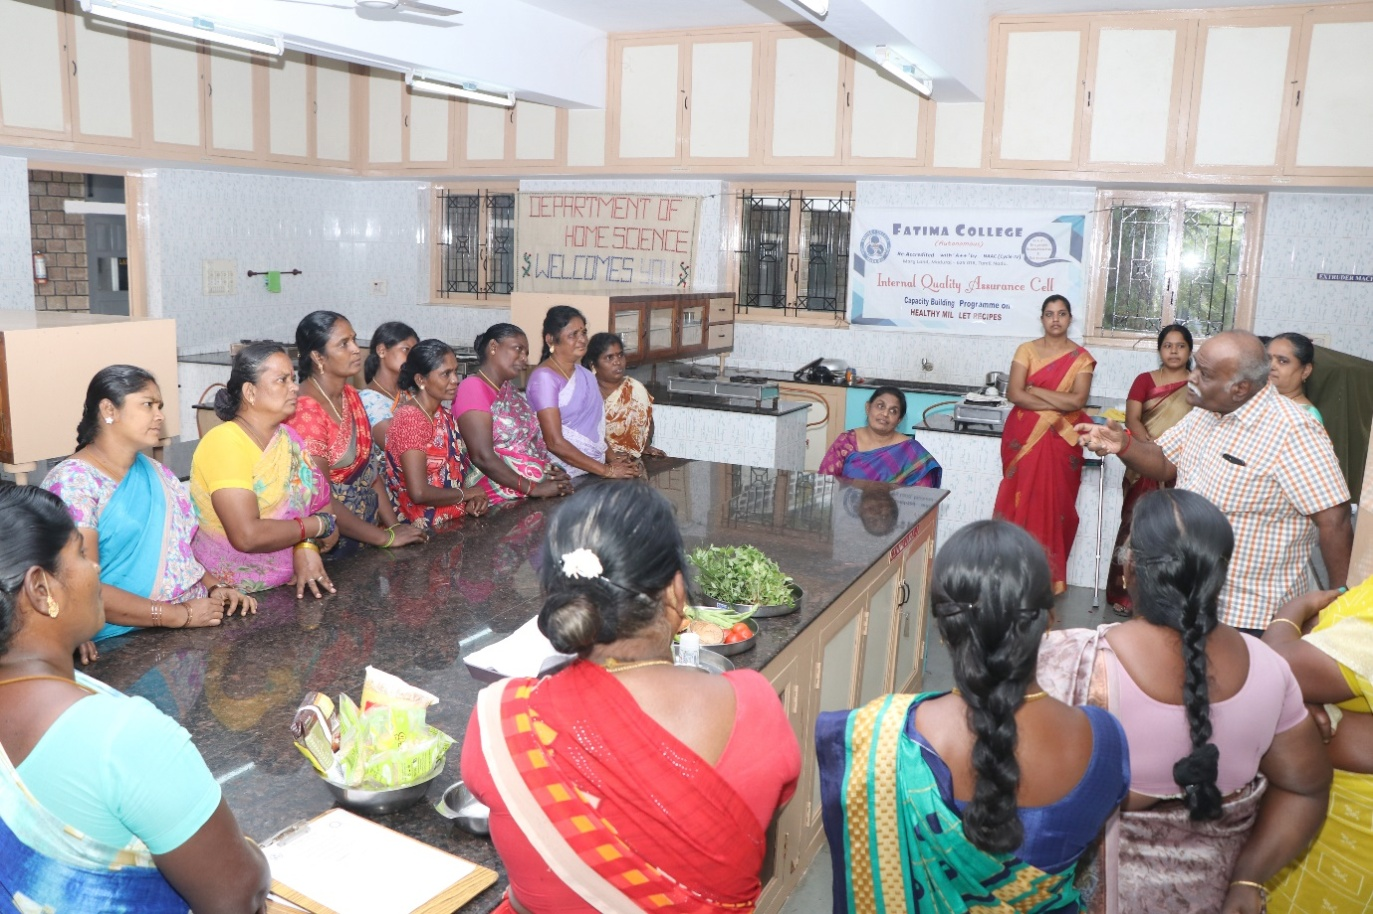 DEPARTMENT OF
HOME SCIENCE
WELCOMES YOU
FATIMA COLLEGE
(Autonomous)
Internal Quality Assurance Cell
Capacity Building Programme on
HEALTHY MIL LET RECIPES
EXTRUDER MACH